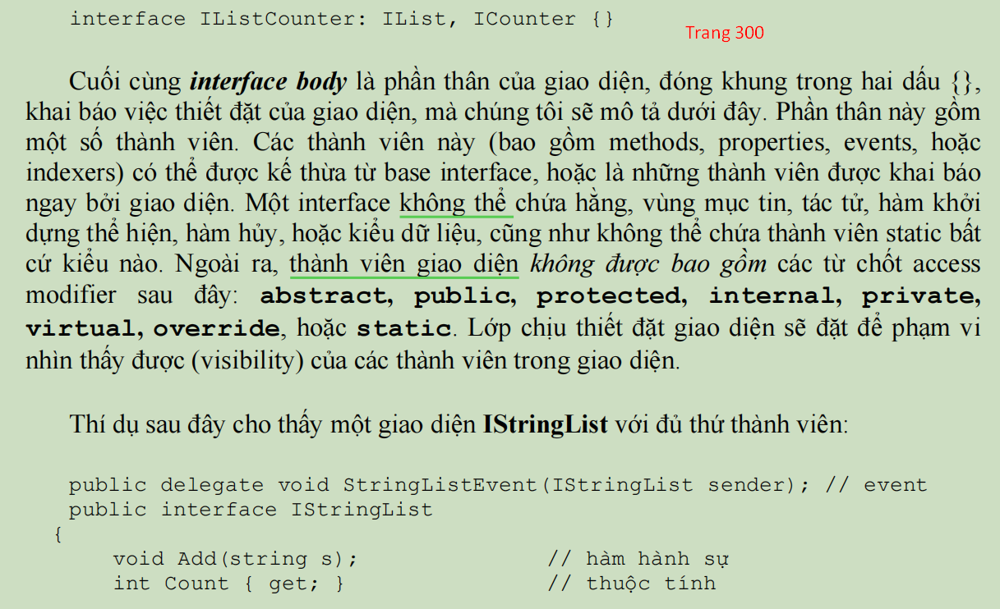 interface IListCounter: IList, ICounter {}
Trang 300
Cuối cùng interface body là phần thân của giao diện, đóng khung trong hai dấu {},
khai báo việc thiết đặt của giao diện, mà chúng tôi sẽ mô tả dưới đây. Phần thân này gồm
một số thành viên. Các thành viên này (bao gồm methods, properties, events, hoặc
indexers) có thể được kế thừa từ base interface, hoặc là những thành viên được khai báo
ngay bởi giao diện. Một interface không thể chứa hằng, vùng mục tin, tác tử, hàm khởi
dựng thể hiện, hàm hủy, hoặc kiểu dữ liệu, cũng như không thể chứa thành viên static bất
cứ kiểu nào. Ngoài ra, thành viên giao diện không được bao gồm các từ chốt access
modifier sau đây: abstract, public, protected, internal, private,
virtual, override, hoặc static. Lớp chịu thiết đặt giao diện sẽ đặt để phạm vi
nhìn thấy được (visibility) của các thành viên trong giao diện.
Thí dụ sau đây cho thấy một giao diện IStringList với đủ thứ thành viên:
public delegate void StringListEvent(IStringList sender); // event
public interface IStringList
{
void Add(string s); // hàm hành sự
int Count { get; } // thuộc tính